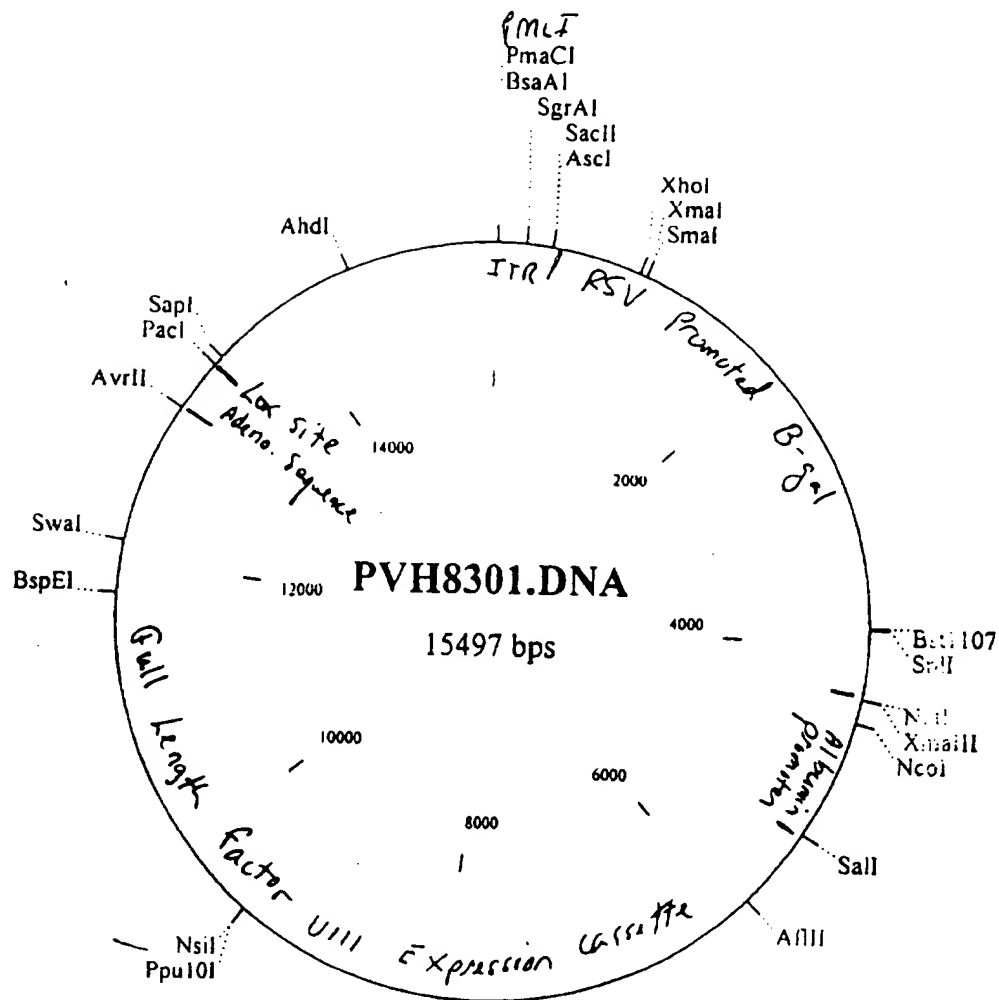 PmlI
PmaCI
BsaAI
SgrAI
SacII
AscI
XhoI
XmaI
SmaI
AhdI
ITR
RSV Promoted B-gal
SapI
PacI
AvrII
Lox site
Adeno. Sequence
14000
2000
SwaI
BspEI
12000
PVH8301.DNA
15497 bps
4000
XmaIII
NcoI
Albumin
promoter
10000
6000
8000
SalI
AflII
Full Length Factor VIII Expression cassette
NsiI
Ppu10I